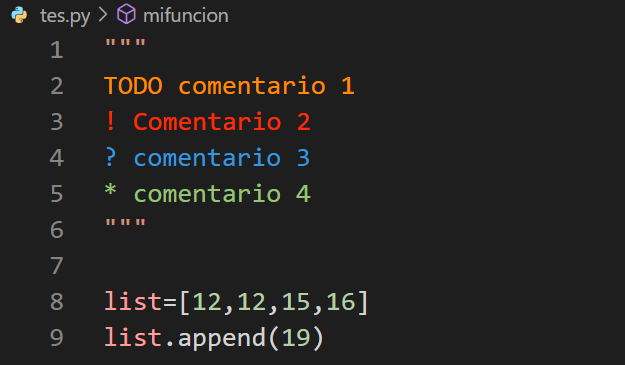 tes.py > mifuncion
1 """
2 TODO comentario 1
3 ! Comentario 2
4 ? comentario 3
5 * comentario 4
6 """
7
8 list=[12,12,15,16]
9 list.append(19)